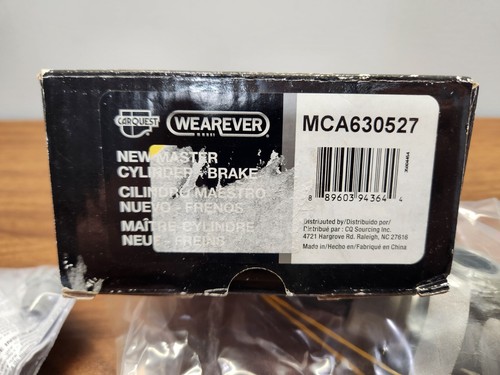 CARQUEST
WEAREVER
NEW MASTER
CYLINDER - BRAKE
CILINDRO MAESTRO
NUEVO - FRENOS
MAÎTRE-CYLINDRE
NEUF - FREINS
MCA630527
8 89603 94364 4
Distributed by/Distribuido por/
Distribué par : CQ Sourcing Inc.
4721 Hargrove Rd. Raleigh, NC 27616
Made in/Hecho en/Fabriqué en China